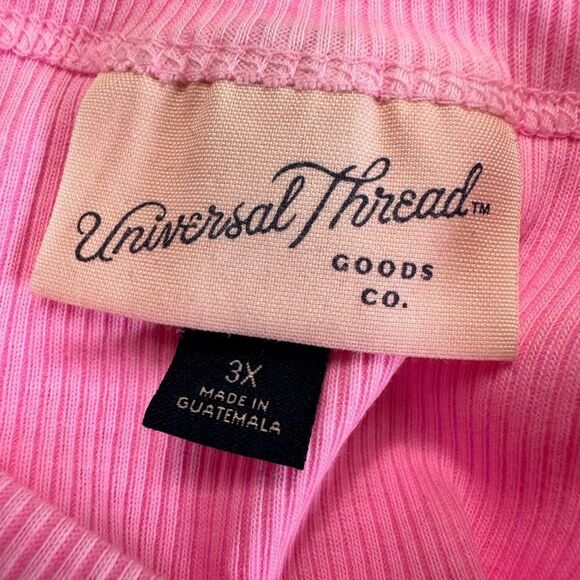 Universal Thread™
GOODS
CO.
3X
MADE IN
GUATEMALA